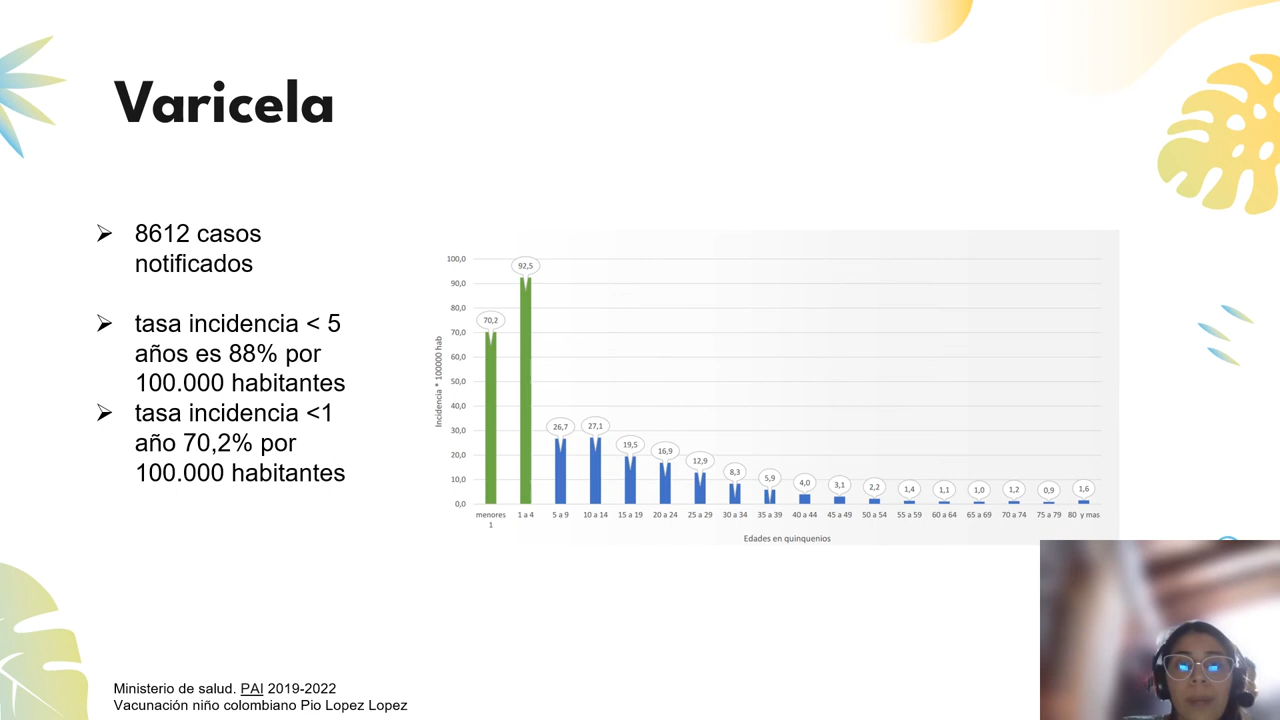 Varicela
➢ 8612 casos
notificados
➢ tasa incidencia < 5
años es 88% por
100.000 habitantes
➢ tasa incidencia <1
año 70,2% por
100.000 habitantes
Incidencia * 100000 hab
100,0
90,0
80,0
70,0
60,0
50,0
40,0
30,0
20,0
10,0
0,0
70,2 92,5 26,7 27,1 19,5 16,9 12,9 8,3 5,9 4,0 3,1 2,2 1,4 1,1 1,0 1,2 0,9 1,6
menores 1 a 4 5 a 9 10 a 14 15 a 19 20 a 24 25 a 29 30 a 34 35 a 39 40 a 44 45 a 49 50 a 54 55 a 59 60 a 64 65 a 69 70 a 74 75 a 79 80 y mas
1
Edades en quinquenios
Ministerio de salud. PAI 2019-2022
Vacunación niño colombiano Pio Lopez Lopez